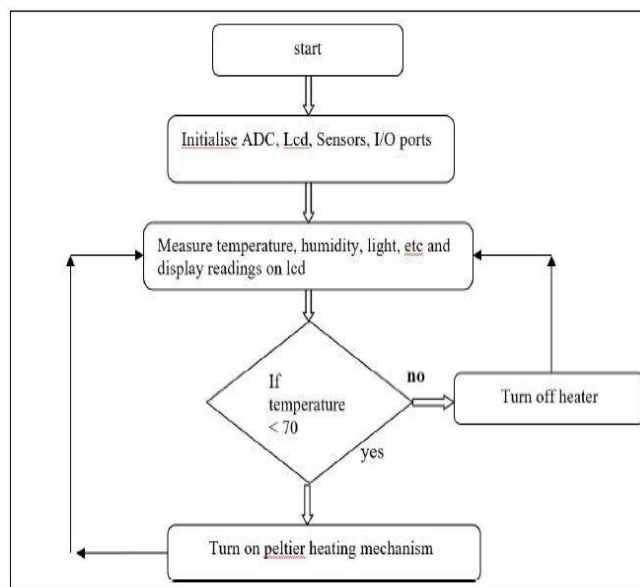 start
Initialise ADC, Lcd, Sensors, I/O ports
Measure temperature, humidity, light, etc and
display readings on lcd
If
temperature
< 70
no
Turn off heater
yes
Turn on peltier heating mechanism